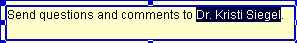 Send questions and comments to Dr. Kristi Siegel.